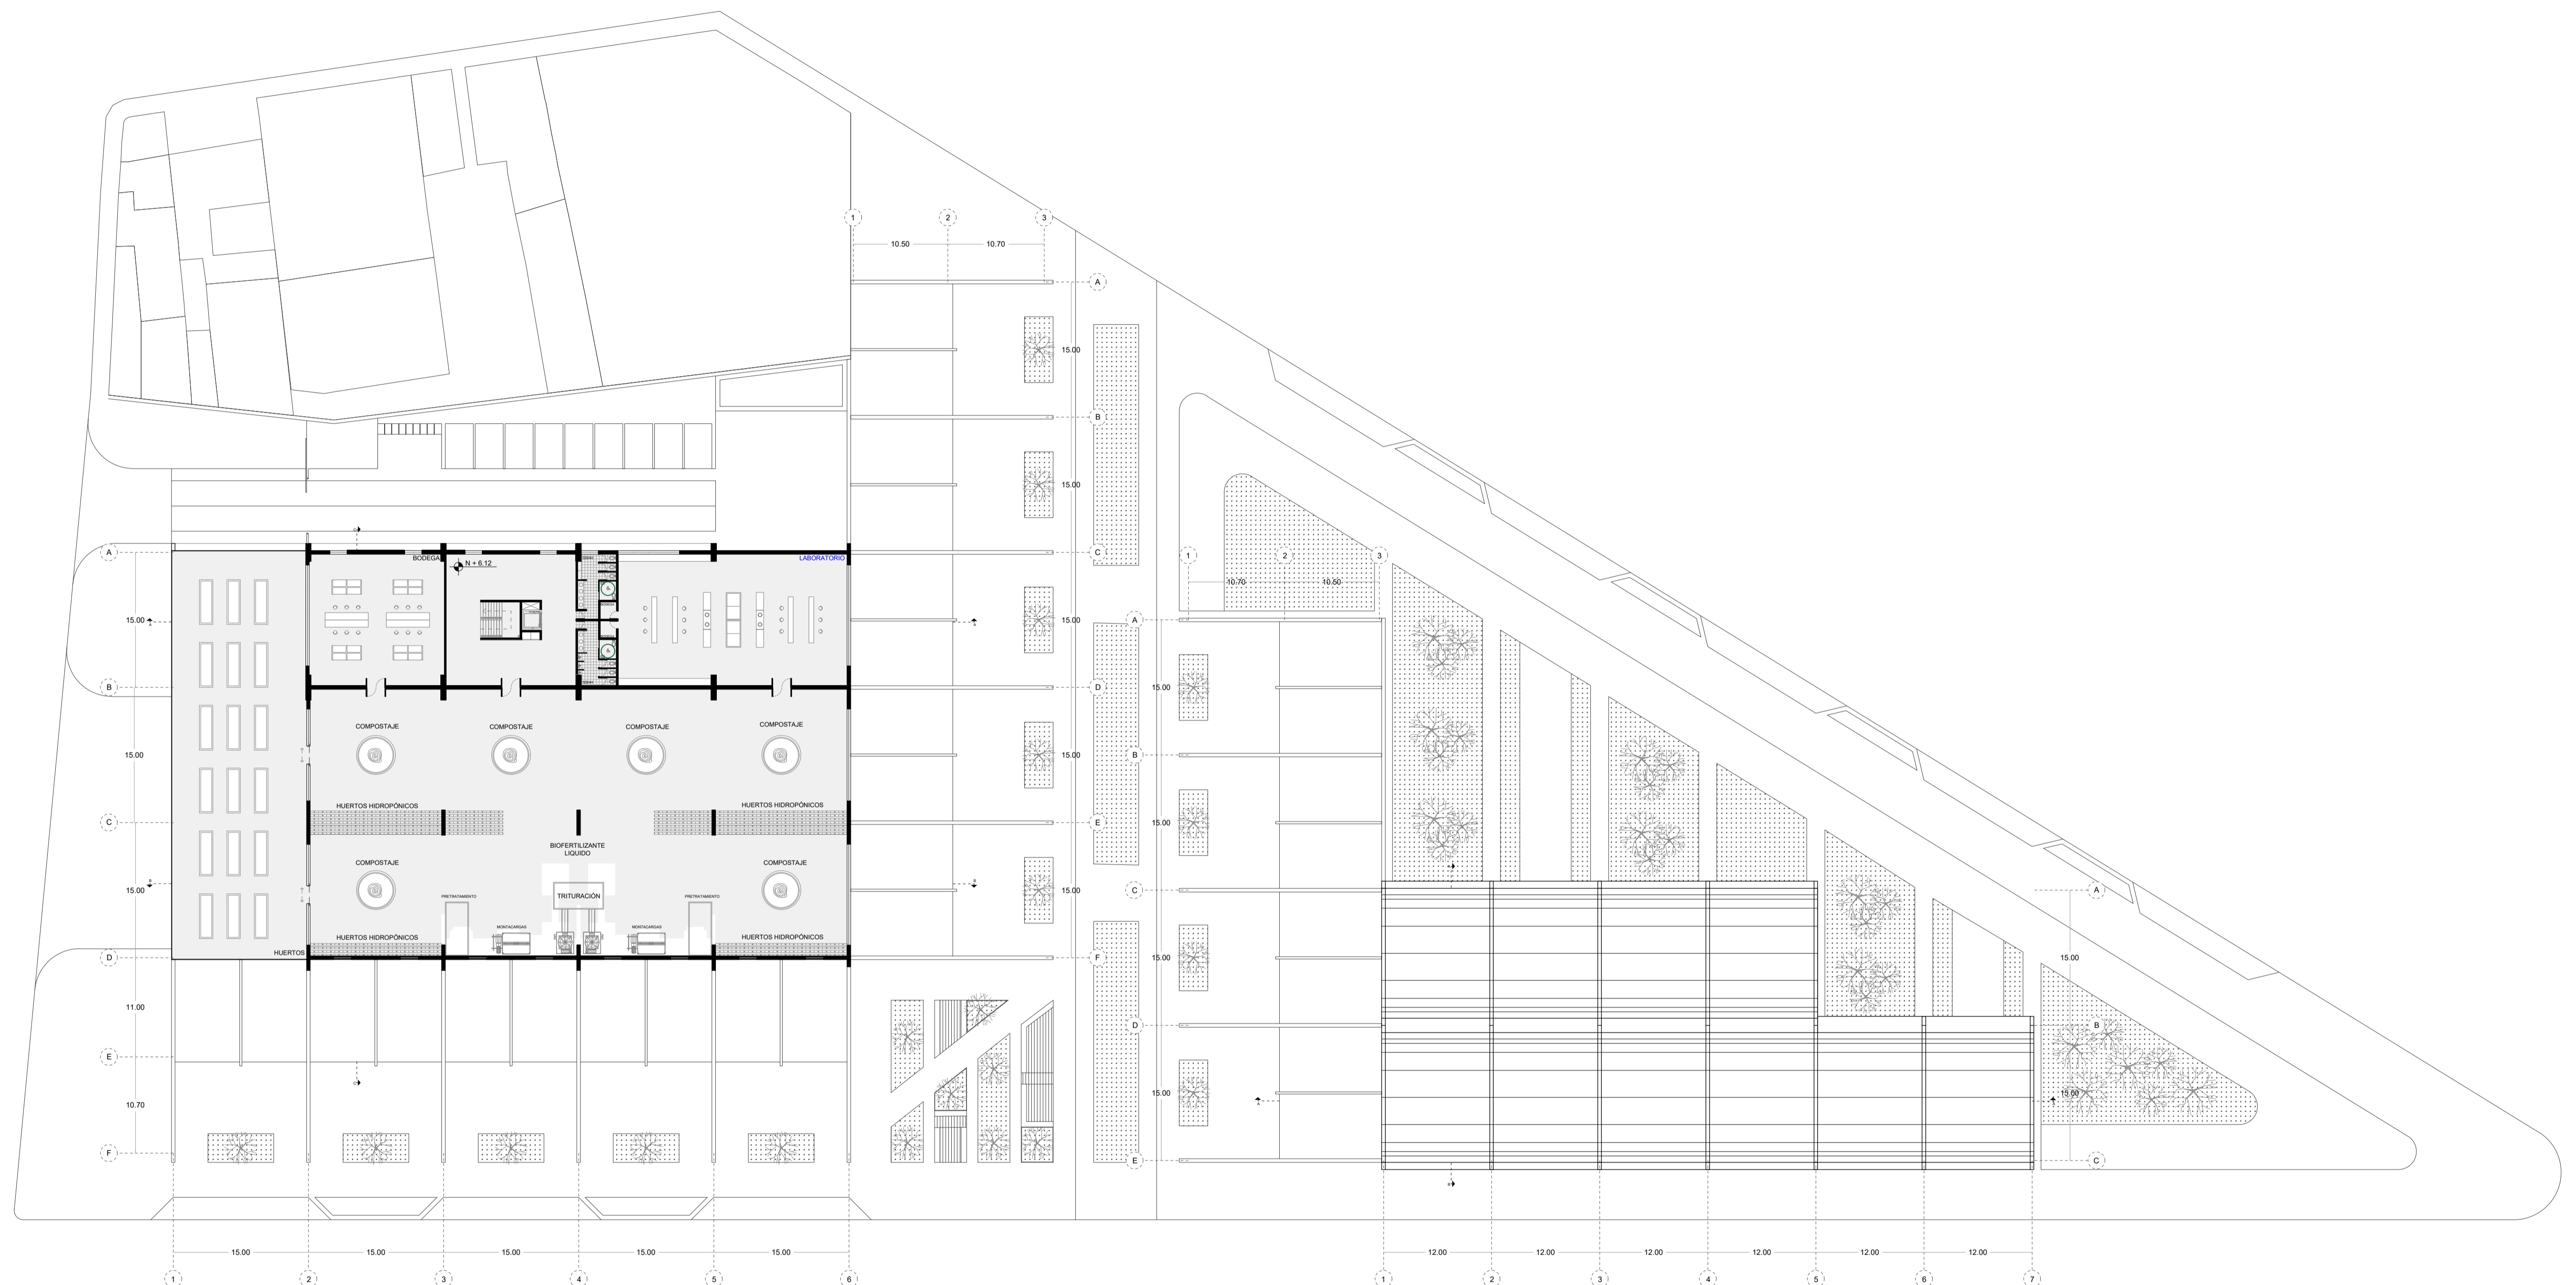 1
2
3
10.50
10.70
A
15.00
B
15.00
C
15.00
D
15.00
E
15.00
F
A
15.00
B
15.00
C
15.00
D
11.00
E
10.70
F
BODEGA
N + 6.12
LABORATORIO
BODEGA
COMPOSTAJE
COMPOSTAJE
COMPOSTAJE
COMPOSTAJE
HUERTOS HIDROPÓNICOS
HUERTOS HIDROPÓNICOS
BIOFERTILIZANTE
LIQUIDO
COMPOSTAJE
COMPOSTAJE
PRETRATAMIENTO
TRITURACIÓN
PRETRATAMIENTO
MONTACARGAS
MONTACARGAS
HUERTOS HIDROPÓNICOS
HUERTOS HIDROPÓNICOS
HUERTOS
1
2
3
10.70
10.50
A
15.00
B
15.00
C
15.00
D
15.00
E
A
15.00
B
15.00
C
15.00
15.00
15.00
15.00
15.00
1
2
3
4
5
6
12.00
12.00
12.00
12.00
12.00
12.00
1
2
3
4
5
6
7